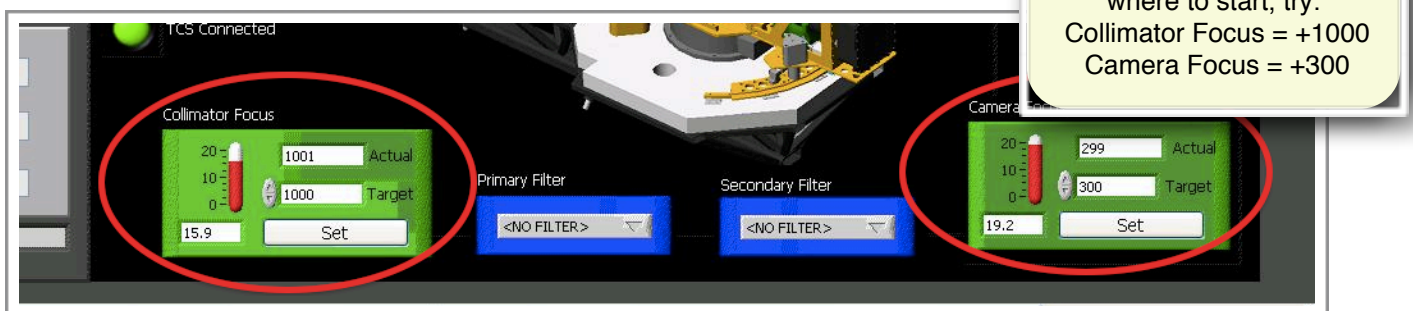 where to start, try:
Collimator Focus = +1000
Camera Focus = +300
TCS Connected
Collimator Focus
20
10
0
1001 Actual
1000 Target
15.9
Set
Primary Filter
<NO FILTER>
Secondary Filter
<NO FILTER>
Camera
20
10
0
299 Actual
300 Target
19.2
Set